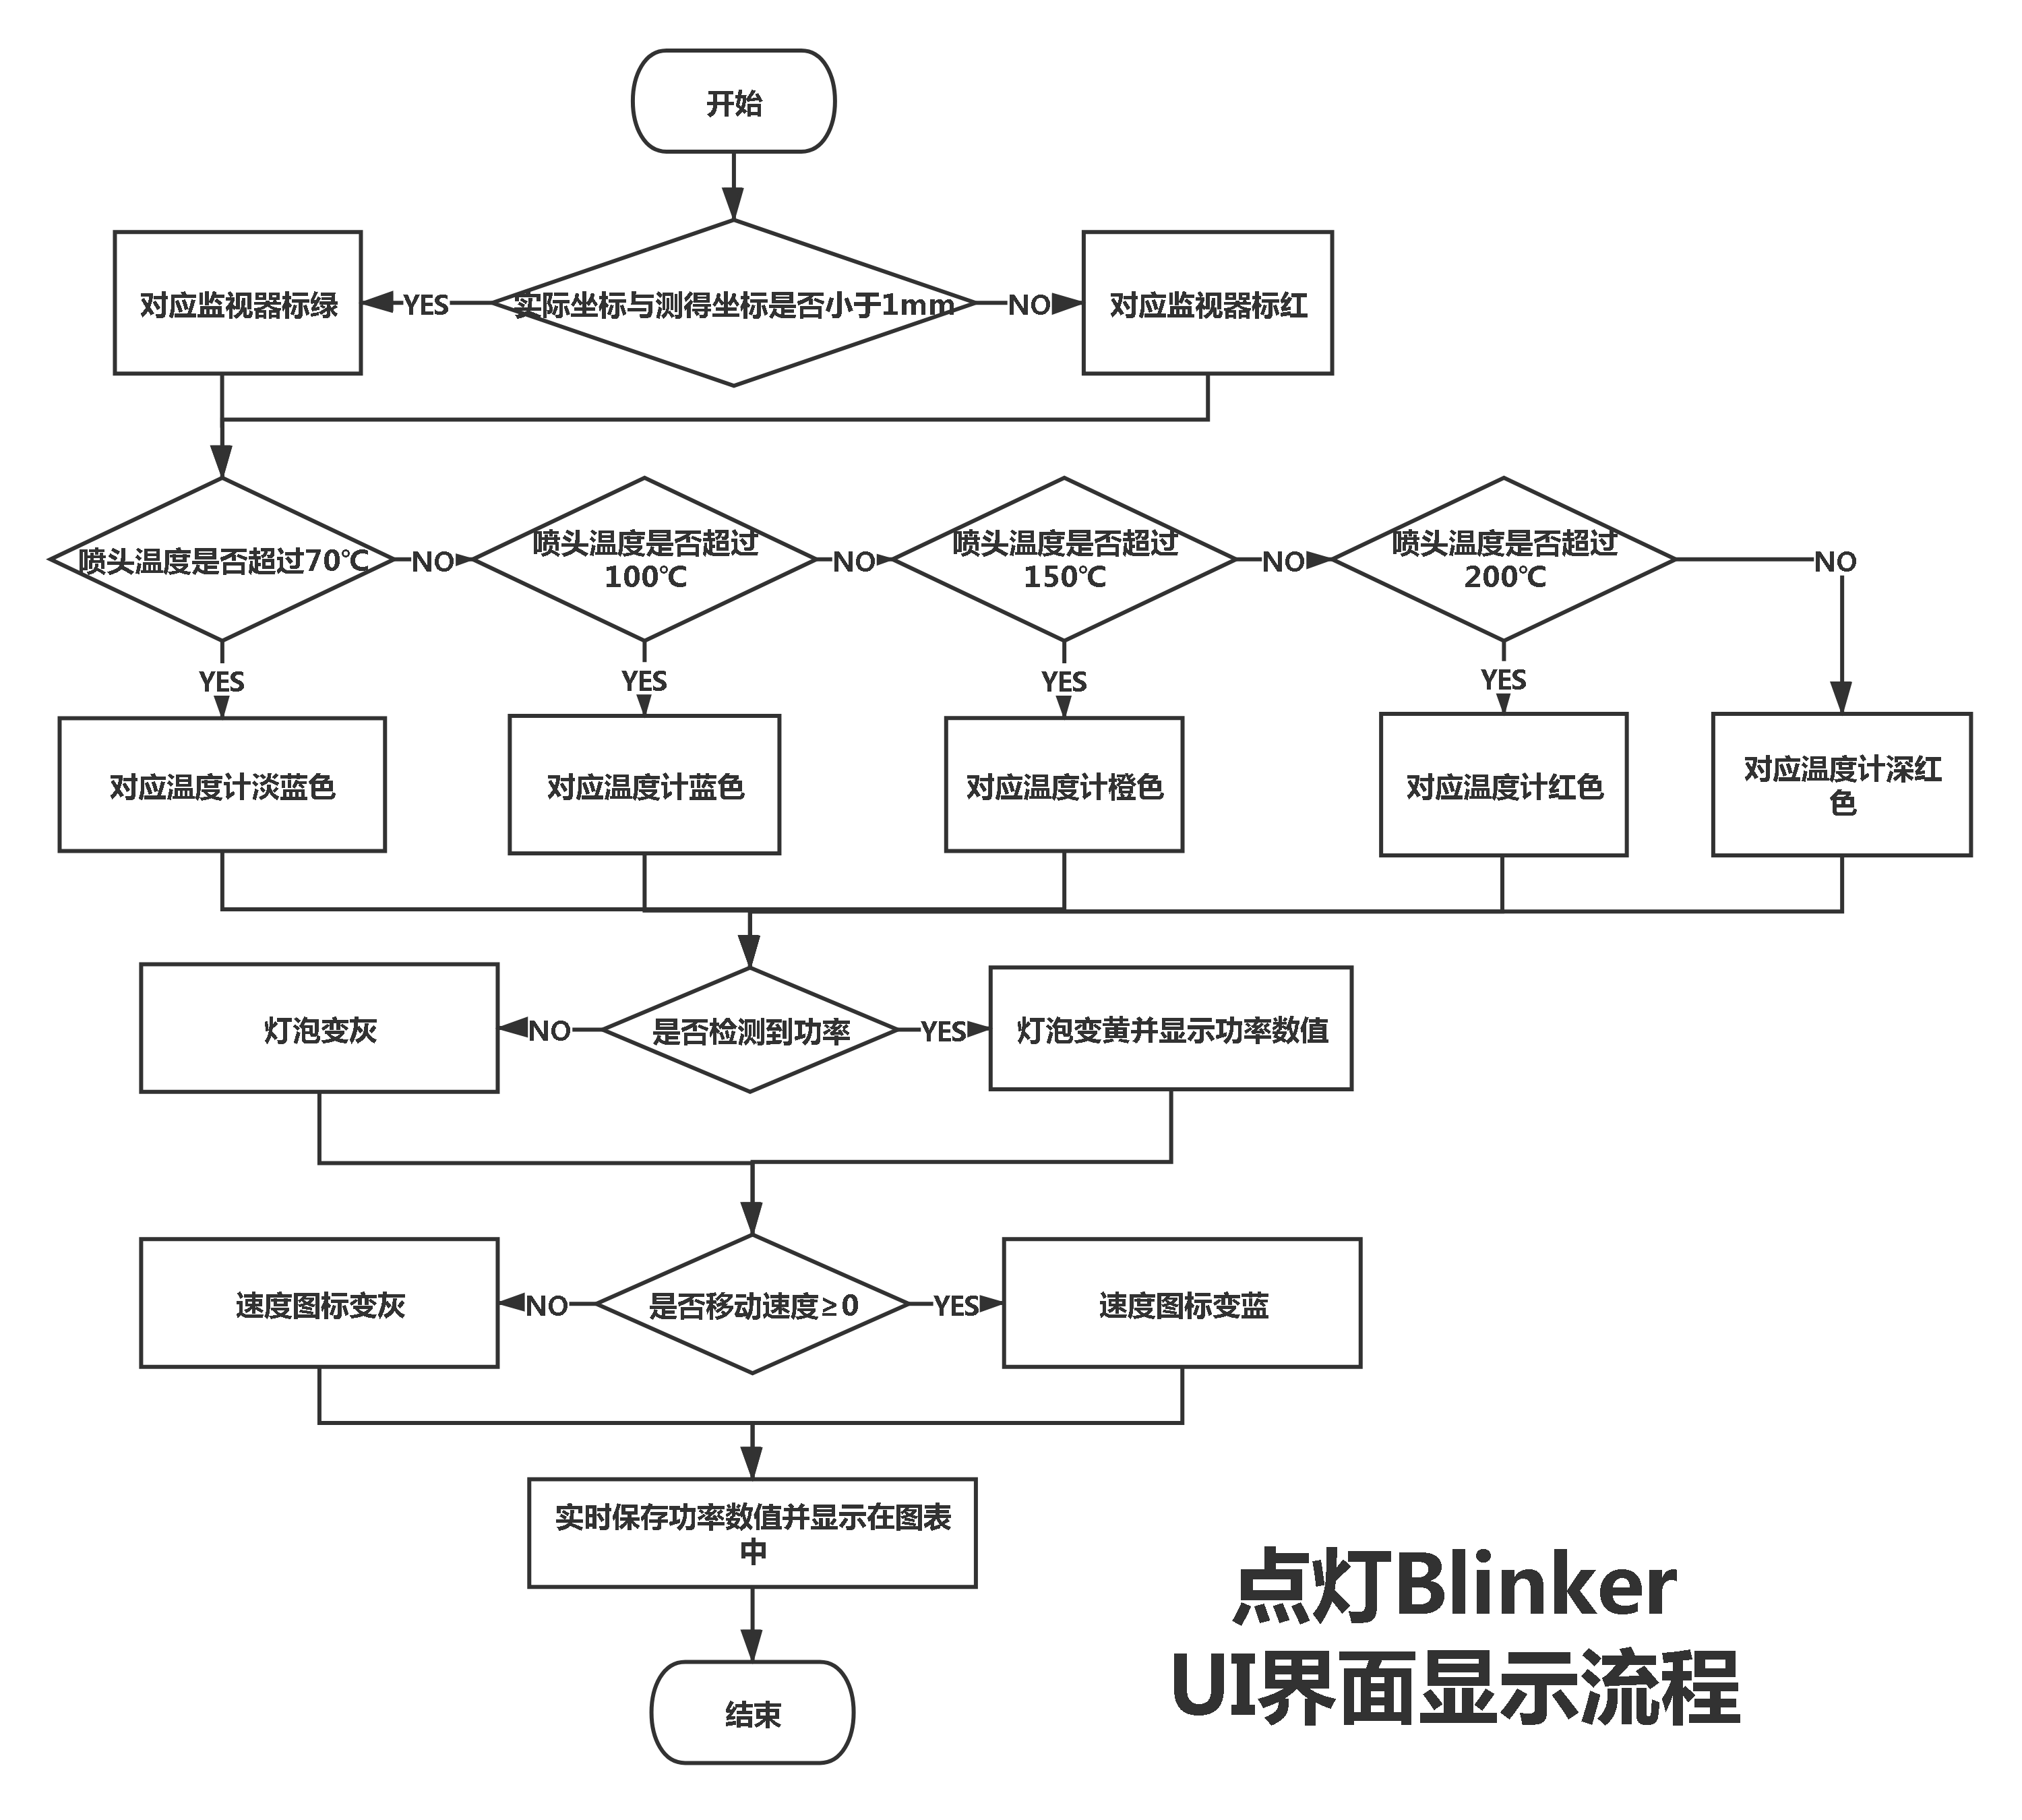 开始
对应监视器标绿
YES
实际坐标与测得坐标是否小于1mm
NO
对应监视器标红
喷头温度是否超过70℃
NO
喷头温度是否超过
100℃
NO
喷头温度是否超过
150℃
NO
喷头温度是否超过
200℃
NO
YES
YES
YES
YES
对应温度计淡蓝色
对应温度计蓝色
对应温度计橙色
对应温度计红色
对应温度计深红
色
灯泡变灰
NO
是否检测到功率
YES
灯泡变黄并显示功率数值
速度图标变灰
NO
是否移动速度≥0
YES
速度图标变蓝
实时保存功率数值并显示在图表
中
结束
点灯Blinker
UI界面显示流程